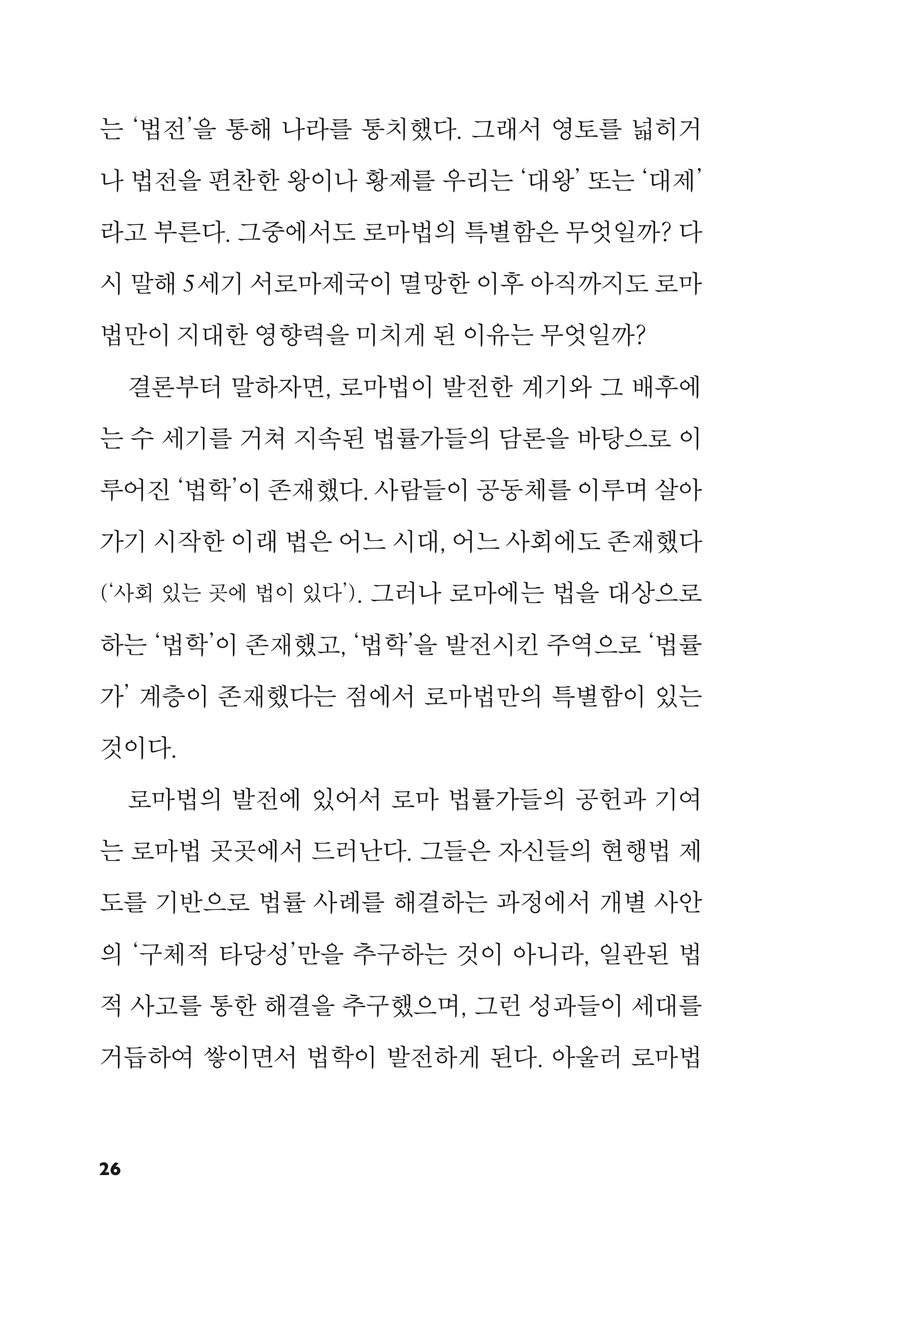 는 ‘법전’을 통해 나라를 통치했다. 그래서 영토를 넓히거
나 법전을 편찬한 왕이나 황제를 우리는 ‘대왕’ 또는 ‘대제’
라고 부른다. 그중에서도 로마법의 특별함은 무엇일까? 다
시 말해 5세기 서로마제국이 멸망한 이후 아직까지도 로마
법만이 지대한 영향력을 미치게 된 이유는 무엇일까?
결론부터 말하자면, 로마법이 발전한 계기와 그 배후에
는 수 세기를 거쳐 지속된 법률가들의 담론을 바탕으로 이
루어진 ‘법학’이 존재했다. 사람들이 공동체를 이루며 살아
가기 시작한 이래 법은 어느 시대, 어느 사회에도 존재했다
(‘사회 있는 곳에 법이 있다’). 그러나 로마에는 법을 대상으로
하는 ‘법학’이 존재했고, ‘법학’을 발전시킨 주역으로 ‘법률
가’ 계층이 존재했다는 점에서 로마법만의 특별함이 있는
것이다.
로마법의 발전에 있어서 로마 법률가들의 공헌과 기여
는 로마법 곳곳에서 드러난다. 그들은 자신들의 현행법 제
도를 기반으로 법률 사례를 해결하는 과정에서 개별 사안
의 ‘구체적 타당성’만을 추구하는 것이 아니라, 일관된 법
적 사고를 통한 해결을 추구했으며, 그런 성과들이 세대를
거듭하여 쌓이면서 법학이 발전하게 된다. 아울러 로마법
26